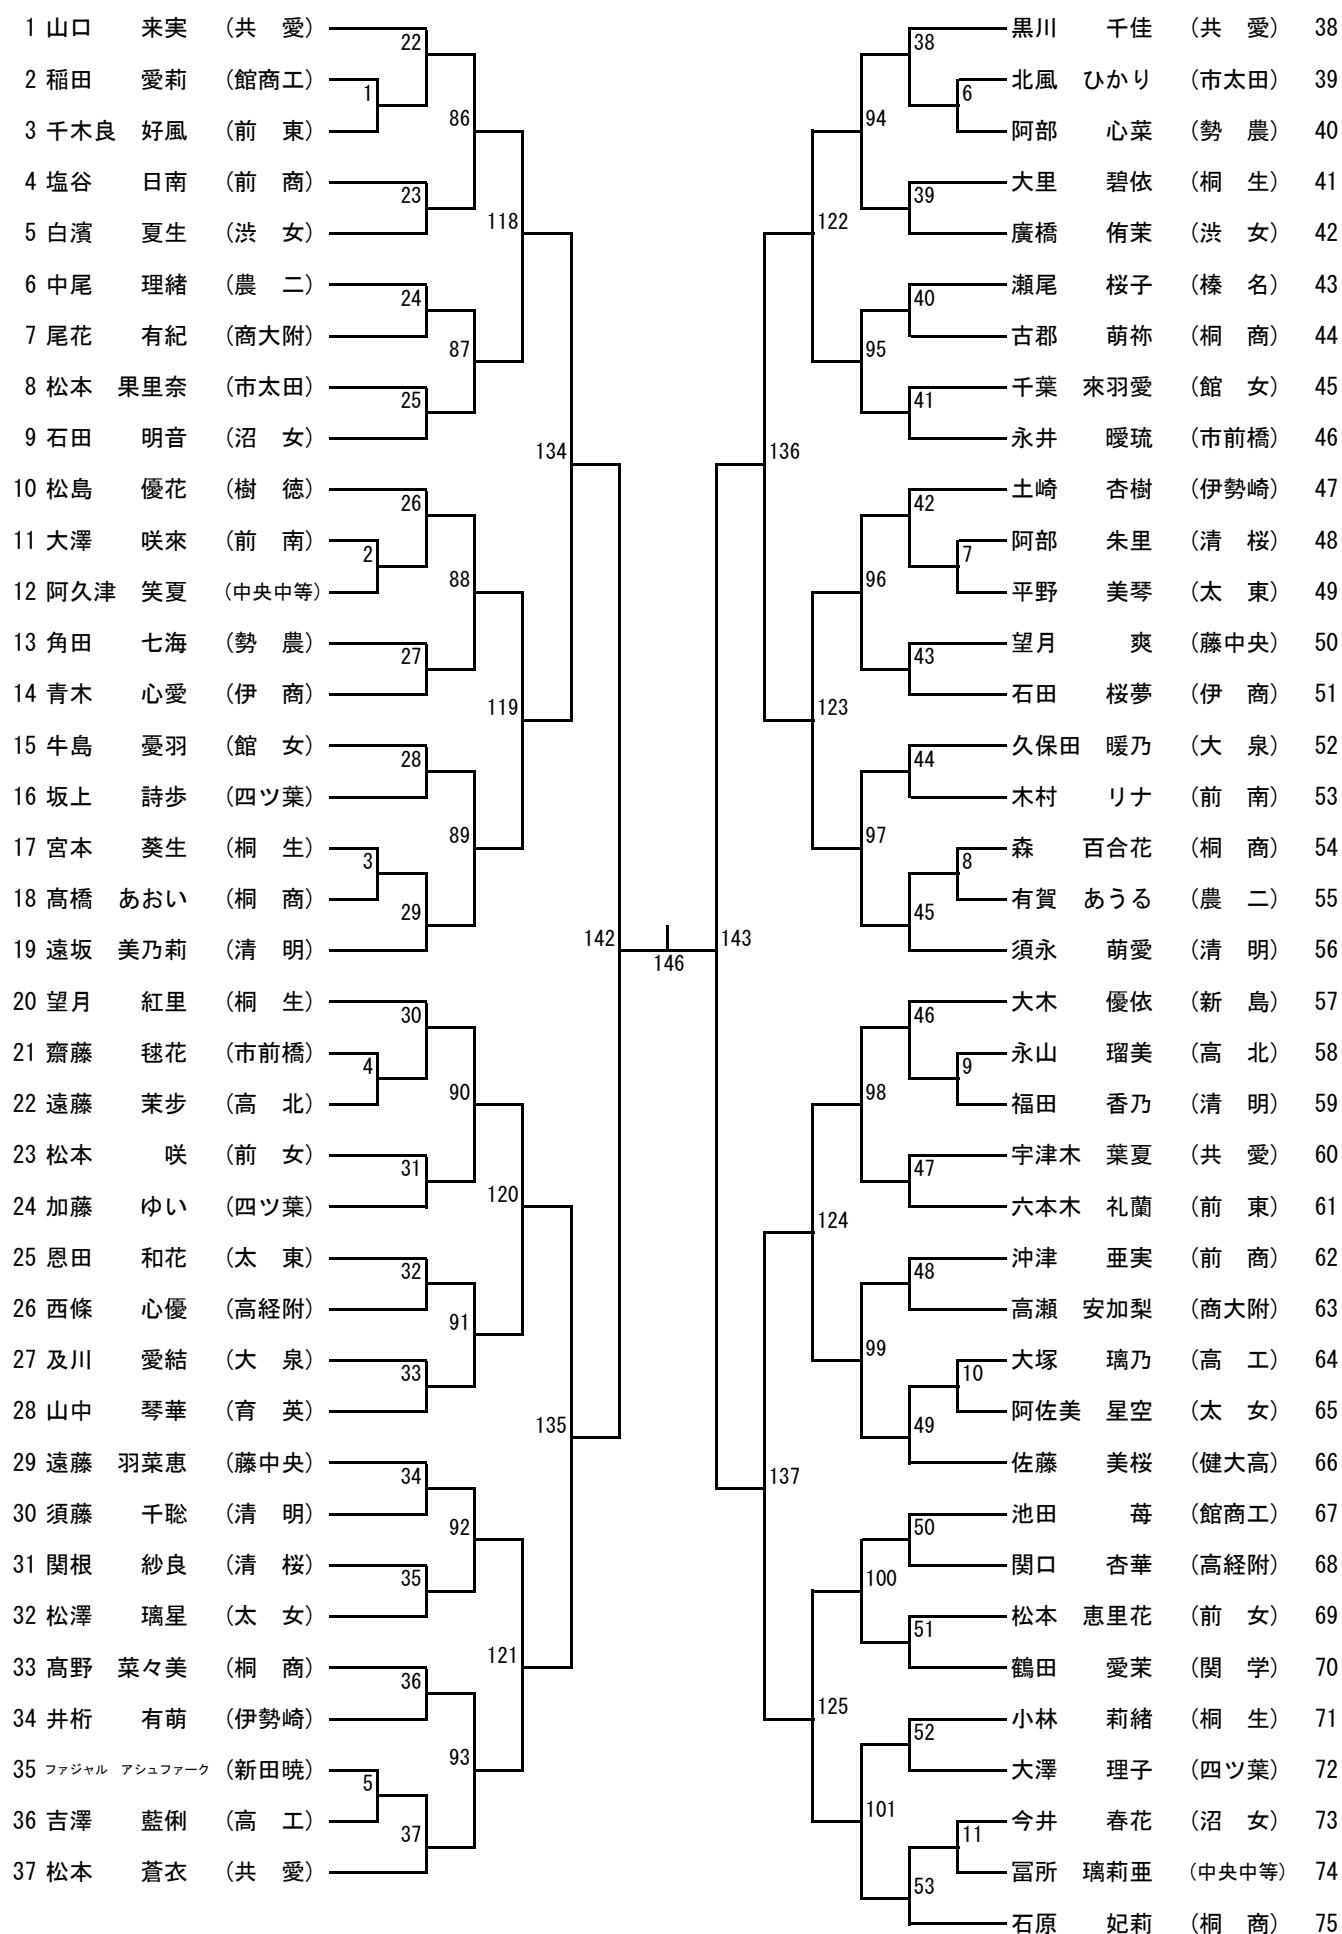 1 山口 来実 (共 愛)
2 稲田 愛莉 (館商工)
3 千木良 好風 (前 東)
4 塩谷 日南 (前 商)
5 白濱 夏生 (渋 女)
6 中尾 理緒 (農 二)
7 尾花 有紀 (商大附)
8 松本 果里奈 (市太田)
9 石田 明音 (沼 女)
10 松島 優花 (樹 徳)
11 大澤 咲來 (前 南)
12 阿久津 笑夏 (中央中等)
13 角田 七海 (勢 農)
14 青木 心愛 (伊 商)
15 牛島 憂羽 (館 女)
16 坂上 詩歩 (四ツ葉)
17 宮本 葵生 (桐 生)
18 髙橋 あおい (桐 商)
19 遠坂 美乃莉 (清 明)
20 望月 紅里 (桐 生)
21 齋藤 毬花 (市前橋)
22 遠藤 茉歩 (高 北)
23 松本 咲 (前 女)
24 加藤 ゆい (四ツ葉)
25 恩田 和花 (太 東)
26 西條 心優 (高経附)
27 及川 愛結 (大 泉)
28 山中 琴華 (育 英)
29 遠藤 羽菜恵 (藤中央)
30 須藤 千聡 (清 明)
31 関根 紗良 (清 桜)
32 松澤 璃星 (太 女)
33 髙野 菜々美 (桐 商)
34 井桁 有萌 (伊勢崎)
35 ファジャル アシュファーク (新田暁)
36 吉澤 藍俐 (高 工)
37 松本 蒼衣 (共 愛)
22
1
86
23
118
24
87
25
134
26
2
88
27
119
28
89
3
29
142
30
4
90
31
120
32
91
33
135
34
92
35
121
36
93
5
37
146
38
6
94
39
122
40
95
41
136
42
7
96
43
123
44
97
8
45
143
46
9
98
47
124
48
99
10
49
137
50
100
51
125
52
101
11
53
黒川 千佳 (共 愛) 38
北風 ひかり (市太田) 39
阿部 心菜 (勢 農) 40
大里 碧依 (桐 生) 41
廣橋 侑茉 (渋 女) 42
瀬尾 桜子 (榛 名) 43
古郡 萌祢 (桐 商) 44
千葉 來羽愛 (館 女) 45
永井 曖琉 (市前橋) 46
土崎 杏樹 (伊勢崎) 47
阿部 朱里 (清 桜) 48
平野 美琴 (太 東) 49
望月 爽 (藤中央) 50
石田 桜夢 (伊 商) 51
久保田 暖乃 (大 泉) 52
木村 リナ (前 南) 53
森 百合花 (桐 商) 54
有賀 あうる (農 二) 55
須永 萌愛 (清 明) 56
大木 優依 (新 島) 57
永山 瑠美 (高 北) 58
福田 香乃 (清 明) 59
宇津木 葉夏 (共 愛) 60
六本木 礼蘭 (前 東) 61
沖津 亜実 (前 商) 62
高瀬 安加梨 (商大附) 63
大塚 璃乃 (高 工) 64
阿佐美 星空 (太 女) 65
佐藤 美桜 (健大高) 66
池田 苺 (館商工) 67
関口 杏華 (高経附) 68
松本 恵里花 (前 女) 69
鶴田 愛茉 (関 学) 70
小林 莉緒 (桐 生) 71
大澤 理子 (四ツ葉) 72
今井 春花 (沼 女) 73
冨所 璃莉亜 (中央中等) 74
石原 妃莉 (桐 商) 75